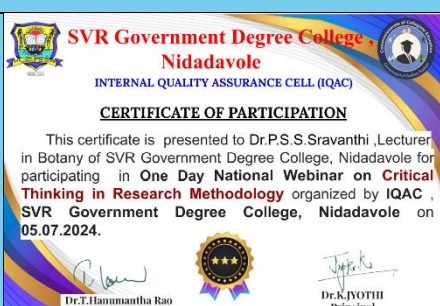 SVR Government Degree College ,
Nidadavole
INTERNAL QUALITY ASSURANCE CELL (IQAC)
CERTIFICATE OF PARTICIPATION
This certificate is presented to Dr.P.S.S.Sravanthi ,Lecturer
in Botany of SVR Government Degree College, Nidadavole for
participating in One Day National Webinar on Critical
Thinking in Research Methodology organized by IQAC ,
SVR Government Degree College, Nidadavole on
05.07.2024.
Dr.T.Hanumantha Rao
Dr.K.JYOTHI
Principal